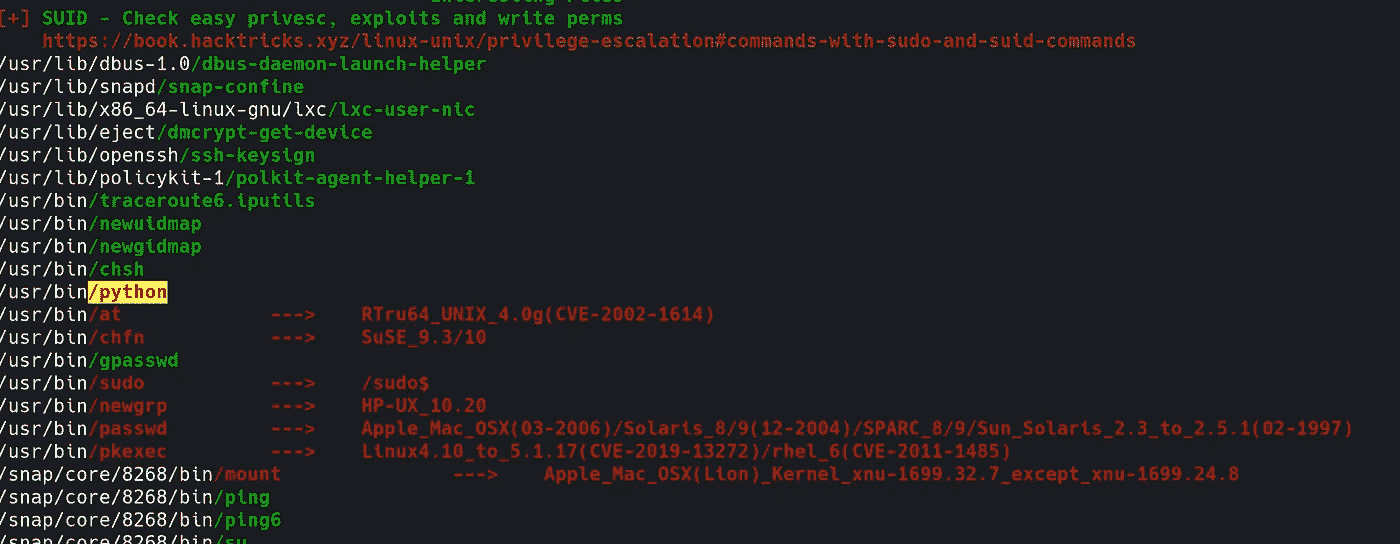 [+] SUID - Check easy privesc, exploits and write perms
https://book.hacktricks.xyz/linux-unix/privilege-escalation#commands-with-sudo-and-suid-commands
/usr/lib/dbus-1.0/dbus-daemon-launch-helper
/usr/lib/snapd/snap-confine
/usr/lib/x86_64-linux-gnu/lxc/lxc-user-nic
/usr/lib/eject/dmcrypt-get-device
/usr/lib/openssh/ssh-keysign
/usr/lib/policykit-1/polkit-agent-helper-1
/usr/bin/traceroute6.iputils
/usr/bin/newuidmap
/usr/bin/newgidmap
/usr/bin/chsh
/usr/bin/python
/usr/bin/at ---> RTru64_UNIX_4.0g(CVE-2002-1614)
/usr/bin/chfn ---> SuSE_9.3/10
/usr/bin/gpasswd
/usr/bin/sudo ---> /sudo$
/usr/bin/newgrp ---> HP-UX_10.20
/usr/bin/passwd ---> Apple_Mac_OSX(03-2006)/Solaris_8/9(12-2004)/SPARC_8/9/Sun_Solaris_2.3_to_2.5.1(02-1997)
/usr/bin/pkexec ---> Linux4.10_to_5.1.17(CVE-2019-13272)/rhel_6(CVE-2011-1485)
/snap/core/8268/bin/mount ---> Apple_Mac_OSX(Lion)_Kernel_xnu-1699.32.7_except_xnu-1699.24.8
/snap/core/8268/bin/ping
/snap/core/8268/bin/ping6
/snap/core/8268/bin/su